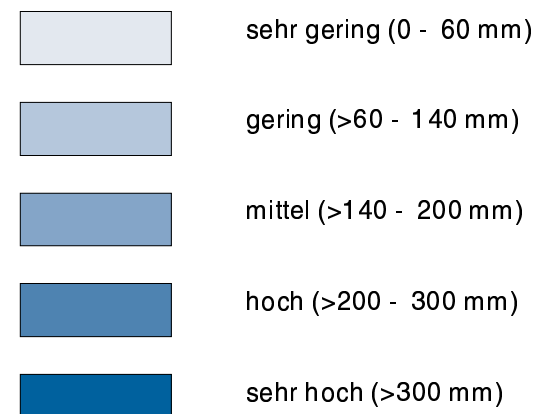 sehr gering (0 - 60 mm)
gering (>60 - 140 mm)
mittel (>140 - 200 mm)
hoch (>200 - 300 mm)
sehr hoch (>300 mm)